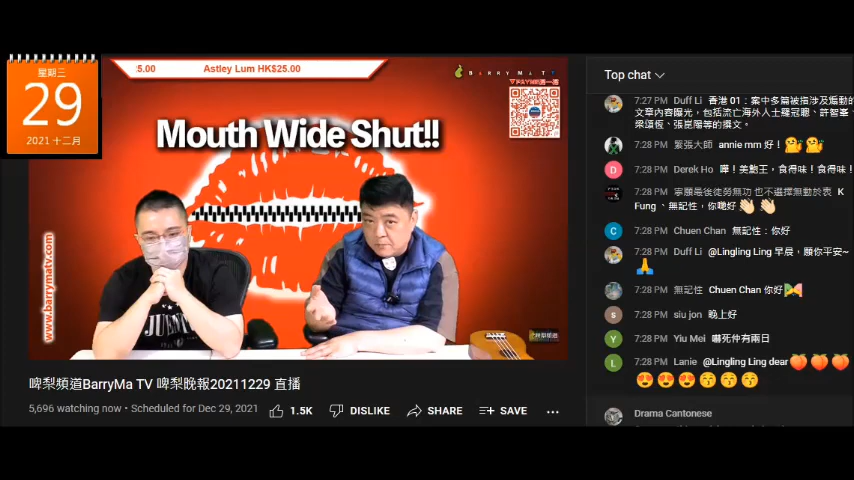 星期三
29
2021 十二月
5.00
Astley Lum HK$25.00
BARRYMATV
Mouth Wide Shut!!
www.barrymatv.com
JUVENTU
啤梨頻道BarryMa TV 啤梨晚報20211229 直播
5,696 watching now • Scheduled for Dec 29, 2021
1.5K
DISLIKE
SHARE
SAVE
Top chat
7:27 PM Duff Li 香港 01：案中多篇被指涉及煽動的
文章內容曝光，包括流亡海外人士羅冠聰、許智峯、
梁頌恆、張崑陽等的撰文。
7:28 PM 緊張大師 annie mm 好！
7:28 PM Derek Ho 嘩！美鮑王，食得味！食得味！
7:28 PM 寧願最後徒勞無功 也不選擇無動於衷 K
Fung 、無記性，你哋好
7:28 PM Chuen Chan 無記性：你好
7:28 PM Duff Li @Lingling Ling 早晨，願你平安~
7:28 PM 無記性 Chuen Chan 你好
7:28 PM siu jon 晚上好
7:28 PM Yiu Mei 嚇死仲有兩日
7:28 PM Lanie @Lingling Ling dear
Drama Cantonese